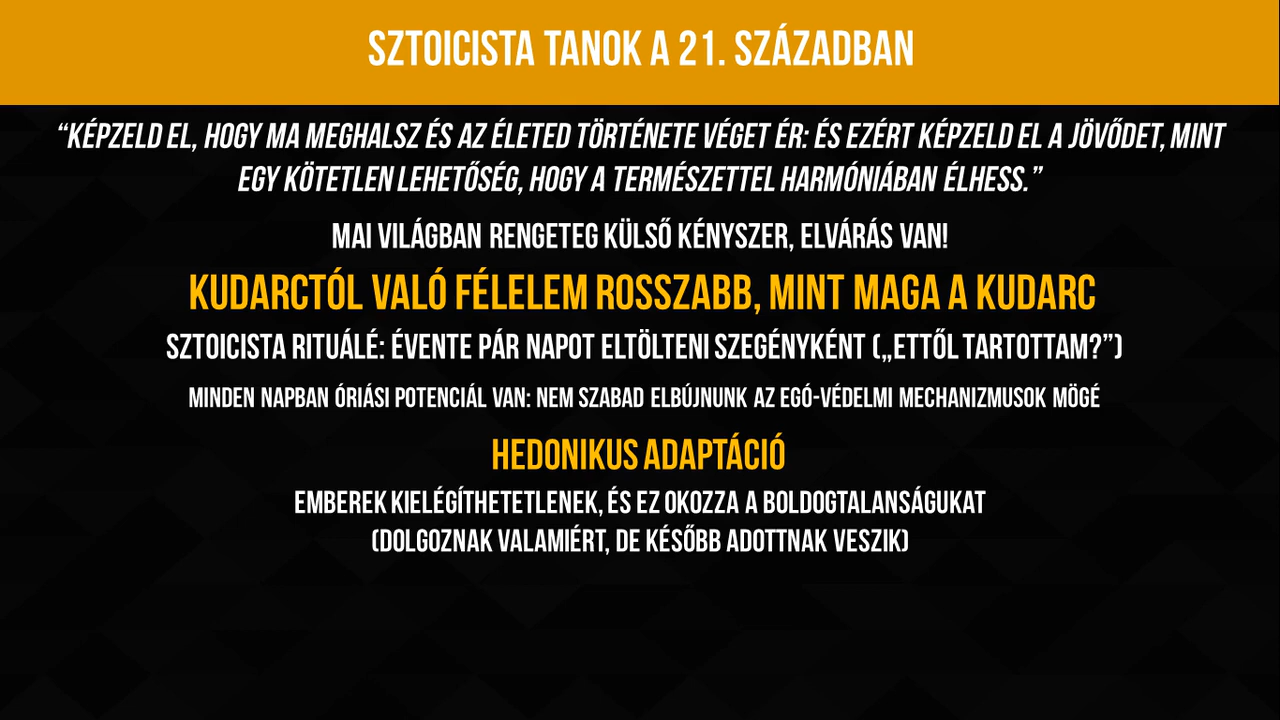 SZTOICISTA TANOK A 21. SZÁZADBAN
“KÉPZELD EL, HOGY MA MEGHALSZ ÉS AZ ÉLETED TÖRTÉNETE VÉGET ÉR: ÉS EZÉRT KÉPZELD EL A JÖVŐDET, MINT
EGY KÖTETLEN LEHETŐSÉG, HOGY A TERMÉSZETTEL HARMÓNIÁBAN ÉLHESS.”
MAI VILÁGBAN RENGETEG KÜLSŐ KÉNYSZER, ELVÁRÁS VAN!
KUDARCTÓL VALÓ FÉLELEM ROSSZABB, MINT MAGA A KUDARC
SZTOICISTA RITUÁLÉ: ÉVENTE PÁR NAPOT ELTÖLTENI SZEGÉNYKÉNT („ETTŐL TARTOTTAM?”)
MINDEN NAPBAN ÓRIÁSI POTENCIÁL VAN: NEM SZABAD ELBÚJNUNK AZ EGÓ-VÉDELMI MECHANIZMUSOK MÖGÉ
HEDONIKUS ADAPTÁCIÓ
EMBEREK KIELÉGÍTHETETLENEK, ÉS EZ OKOZZA A BOLDOGTALANSÁGUKAT
(DOLGOZNAK VALAMIÉRT, DE KÉSŐBB ADOTTNAK VESZIK)